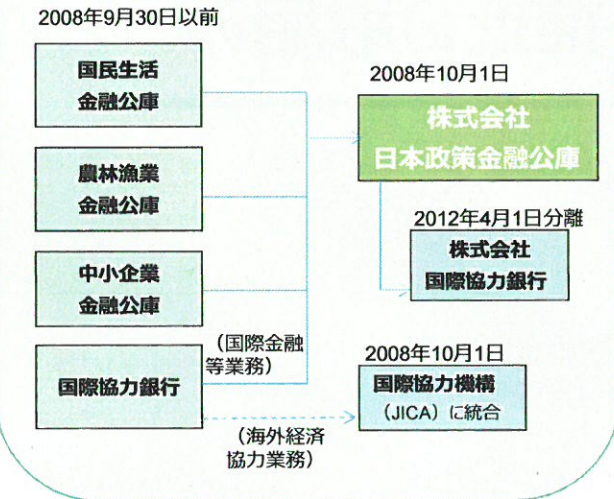 2008年9月30日以前
国民生活
金融公庫
農林漁業
金融公庫
中小企業
金融公庫
国際協力銀行
(国際金融
等業務)
(海外経済
協力業務)
2008年10月1日
株式会社
日本政策金融公庫
2012年4月1日分離
株式会社
国際協力銀行
2008年10月1日
国際協力機構
(JICA)に統合